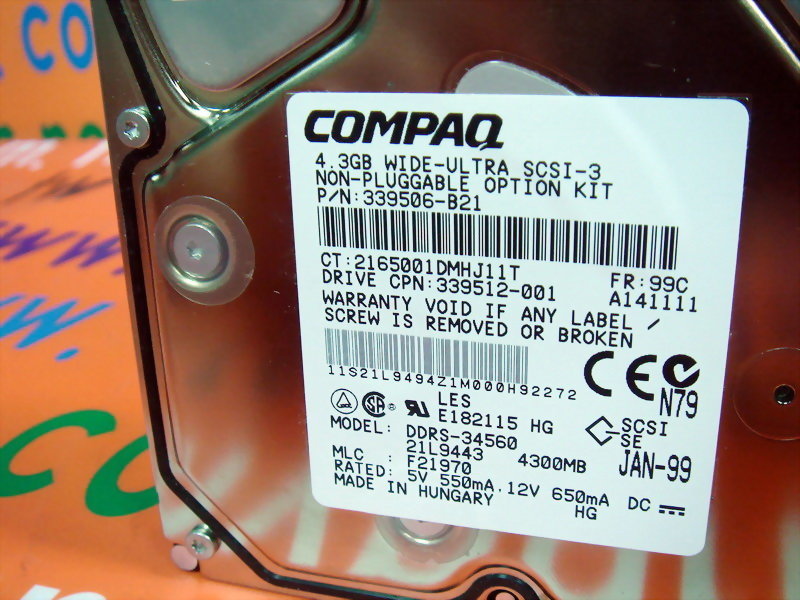 COMPAQ
4.3GB WIDE-ULTRA SCSI-3
NON-PLUGGABLE OPTION KIT
P/N:339506-B21
CT:2165001DMHJ11T FR:99C
DRIVE CPN:339512-001 A141111
WARRANTY VOID IF ANY LABEL /
SCREW IS REMOVED OR BROKEN
11S21L9494Z1M000H92272
CE N79
LES
E182115 HG
SCSI
SE
MODEL: DDRS-34560
21L9443 4300MB JAN-99
MLC : F21970
RATED: 5V 550mA,12V 650mA DC
MADE IN HUNGARY HG